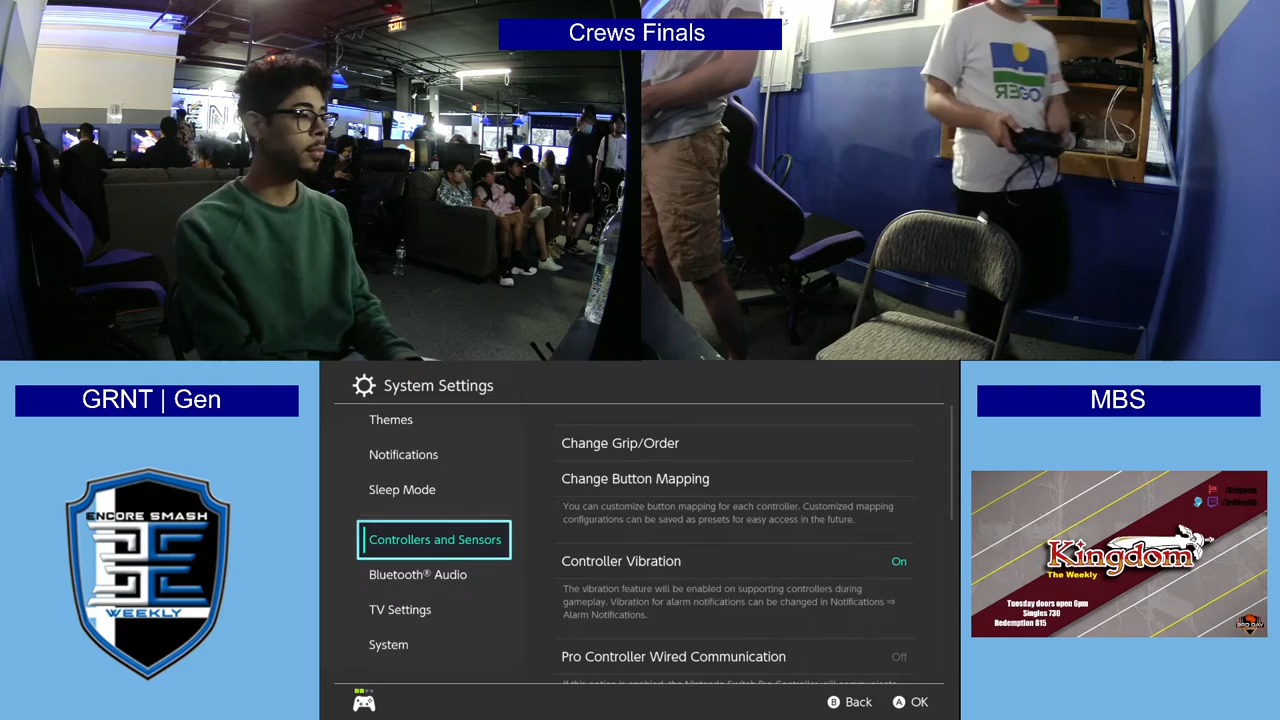 Crews Finals
EXIT
GRNT | Gen
MBS
System Settings
Themes
Notifications
Sleep Mode
Controllers and Sensors
Bluetooth® Audio
TV Settings
System
Change Grip/Order
Change Button Mapping
You can customize button mapping for each controller. Customized mapping
configurations can be saved as presets for easy access in the future.
Controller Vibration On
The vibration feature will be enabled on supporting controllers during
gameplay. Vibration for alarm notifications can be changed in Notifications ⇒
Alarm Notifications.
Pro Controller Wired Communication Off
B Back A OK
ENCORE SMASH
WEEKLY
/Kingdom
Kingdom
The Weekly
Tuesday doors open 6pm
Singles 730
Redemption 815
3RD DAY